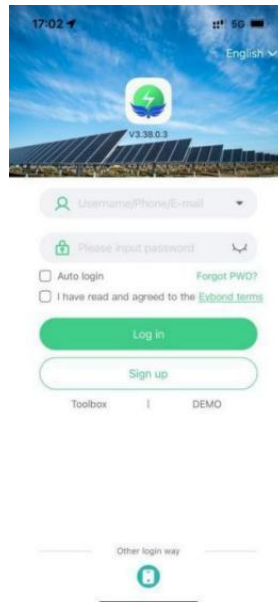 17:02 5G
English
V3.38.0.3
Username/Phone/E-mail
Please input password
Auto login Forgot PWD?
I have read and agreed to the Eybond terms
Log in
Sign up
Toolbox | DEMO
Other login way